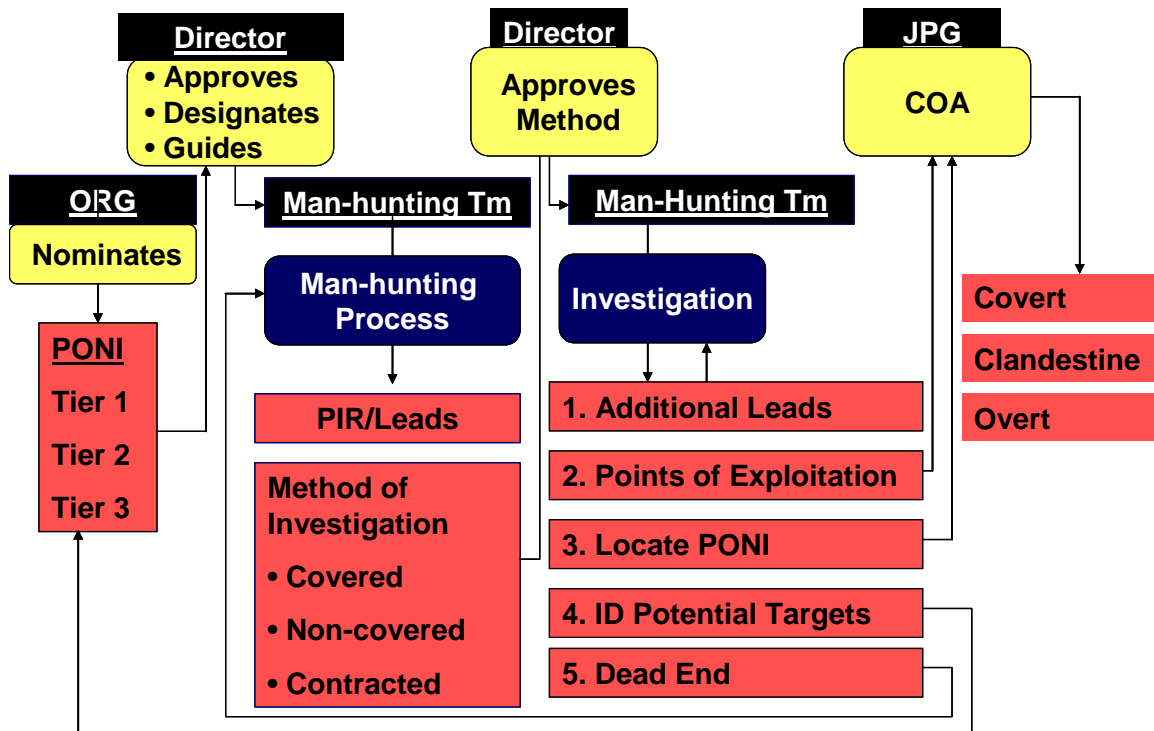 Director
• Approves
• Designates
• Guides
Director
Approves
Method
JPG
COA
ORG
Nominates
Man-hunting Tm
Man-Hunting Tm
PONI
Tier 1
Tier 2
Tier 3
Man-hunting
Process
Investigation
PIR/Leads
Method of
Investigation
• Covered
• Non-covered
• Contracted
1. Additional Leads
2. Points of Exploitation
3. Locate PONI
4. ID Potential Targets
5. Dead End
Covert
Clandestine
Overt